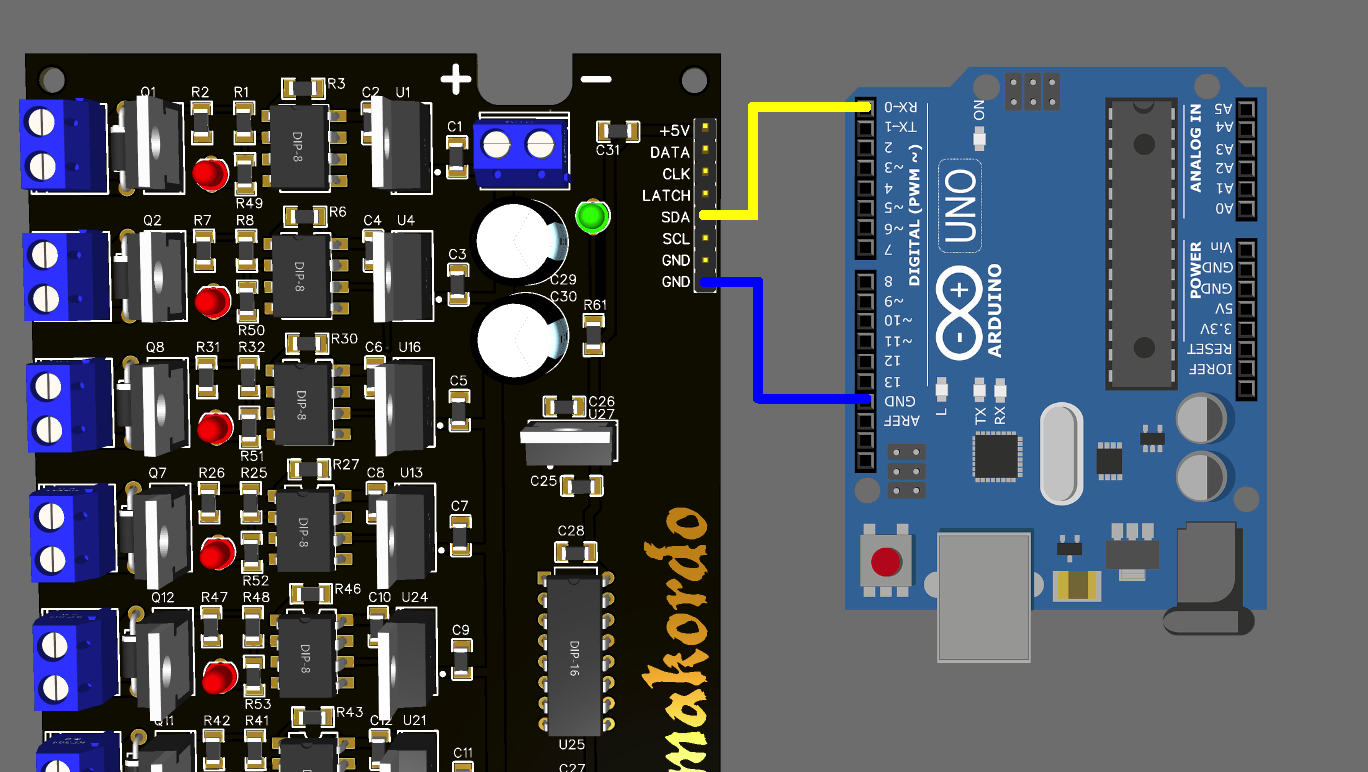 + −
Q1 R2 R1 R3 C2 U1 C1
DIP-8
R49
C31
+5V
DATA
CLK
LATCH
SDA
SCL
GND
GND
Q2 R7 R8 R6 C4 U4 C3
DIP-8
R50
C29
C30
R61
Q8 R31 R32 R30 C6 U16 C5
DIP-8
R51
C26
U27
C25
Q7 R26 R25 R27 C8 U13 C7
DIP-8
R52
C28
Q12 R47 R48 R46 C10 U24 C9
DIP-8
R53
DIP-16
U25
C27
Q11 R42 R41 R43 C12 U21 C11
DIP-8
makordo
RX-0
TX-1
2
~3
4
~5
~6
7
8
~9
~10
~11
12
13
GND
AREF
DIGITAL (PWM ~)
ON
UNO
ARDUINO
L
TX
RX
ANALOG IN
A5
A4
A3
A2
A1
A0
POWER
Vin
GND
GND
5V
3.3V
RESET
IOREF